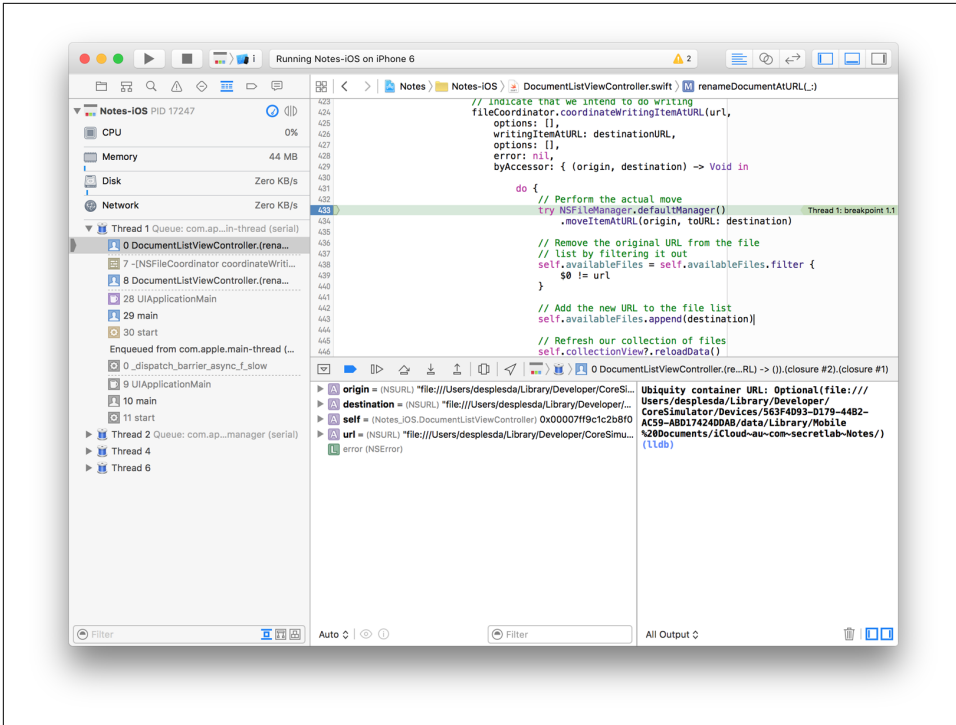 Running Notes-iOS on iPhone 6
2
Notes
Notes-iOS
DocumentListViewController.swift
M renameDocumentAtURL(_:)
Notes-iOS PID 17247
CPU 0%
Memory 44 MB
Disk Zero KB/s
Network Zero KB/s
Thread 1 Queue: com.ap...in-thread (serial)
0 DocumentListViewController.(rena...
7 -[NSFileCoordinator coordinateWriti...
8 DocumentListViewController.(rena...
28 UIApplicationMain
29 main
30 start
Enqueued from com.apple.main-thread (...
0 _dispatch_barrier_async_f_slow
9 UIApplicationMain
10 main
11 start
Thread 2 Queue: com.ap...manager (serial)
Thread 4
Thread 6
Filter
423 // Indicate that we intend to do writing
424 fileCoordinator.coordinateWritingItemAtURL(url,
425 options: [],
426 writingItemAtURL: destinationURL,
427 options: [],
428 error: nil,
429 byAccessor: { (origin, destination) -> Void in
430
431 do {
432 // Perform the actual move
433 try NSFileManager.defaultManager() Thread 1: breakpoint 1.1
434 .moveItemAtURL(origin, toURL: destination)
435
436 // Remove the original URL from the file
437 // list by filtering it out
438 self.availableFiles = self.availableFiles.filter {
439 $0 != url
440 }
441
442 // Add the new URL to the file list
443 self.availableFiles.append(destination)
444
445 // Refresh our collection of files
446 self.collectionView?.reloadData()
0 DocumentListViewController.(re...RL) -> ()).(closure #2).(closure #1)
A origin = (NSURL) "file:///Users/desplesda/Library/Developer/CoreSi...
A destination = (NSURL) "file:///Users/desplesda/Library/Developer/...
A self = (Notes_iOS.DocumentListViewController) 0x00007ff9c1c2b8f0
A url = (NSURL) "file:///Users/desplesda/Library/Developer/CoreSimu...
L error (NSError)
Auto
Filter
Ubiquity container URL: Optional(file:///
Users/desplesda/Library/Developer/
CoreSimulator/Devices/563F4D93-D179-44B2-
AC59-ABD17424DDAB/data/Library/Mobile
%20Documents/iCloud~au~com~secretlab~Notes/)
(lldb)
All Output